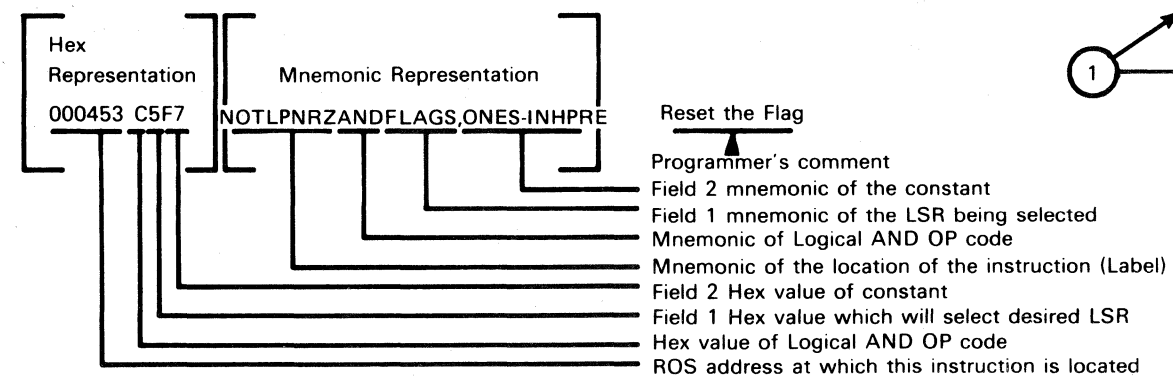 Hex
Representation
Mnemonic Representation
000453 C5F7
NOTLPNRZANDFLAGS,ONES-INHPRE
Reset the Flag
1
Programmer's comment
Field 2 mnemonic of the constant
Field 1 mnemonic of the LSR being selected
Mnemonic of Logical AND OP code
Mnemonic of the location of the instruction (Label)
Field 2 Hex value of constant
Field 1 Hex value which will select desired LSR
Hex value of Logical AND OP code
ROS address at which this instruction is located